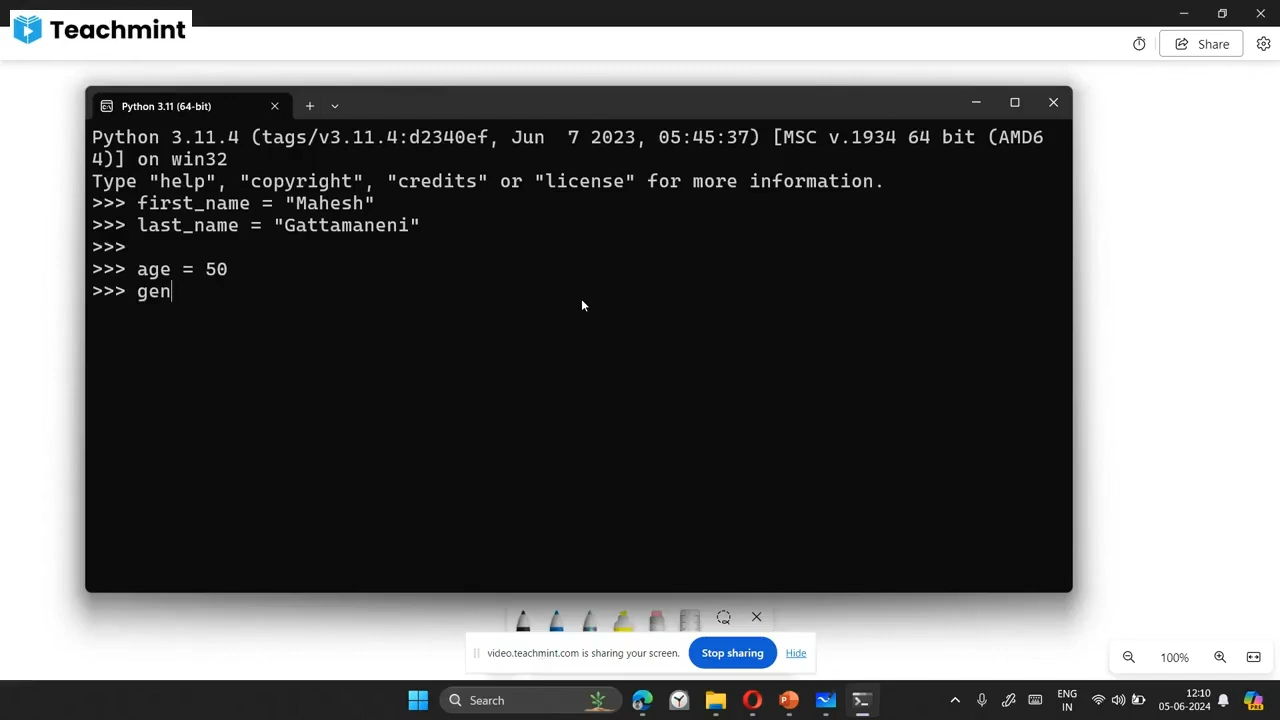 Teachmint
Share
Python 3.11 (64-bit)
Python 3.11.4 (tags/v3.11.4:d2340ef, Jun  7 2023, 05:45:37) [MSC v.1934 64 bit (AMD6
4)] on win32
Type "help", "copyright", "credits" or "license" for more information.
>>> first_name = "Mahesh"
>>> last_name = "Gattamaneni"
>>>
>>> age = 50
>>> gen
video.teachmint.com is sharing your screen. Stop sharing Hide
100%
Search
ENG
IN
12:10
05-06-2024